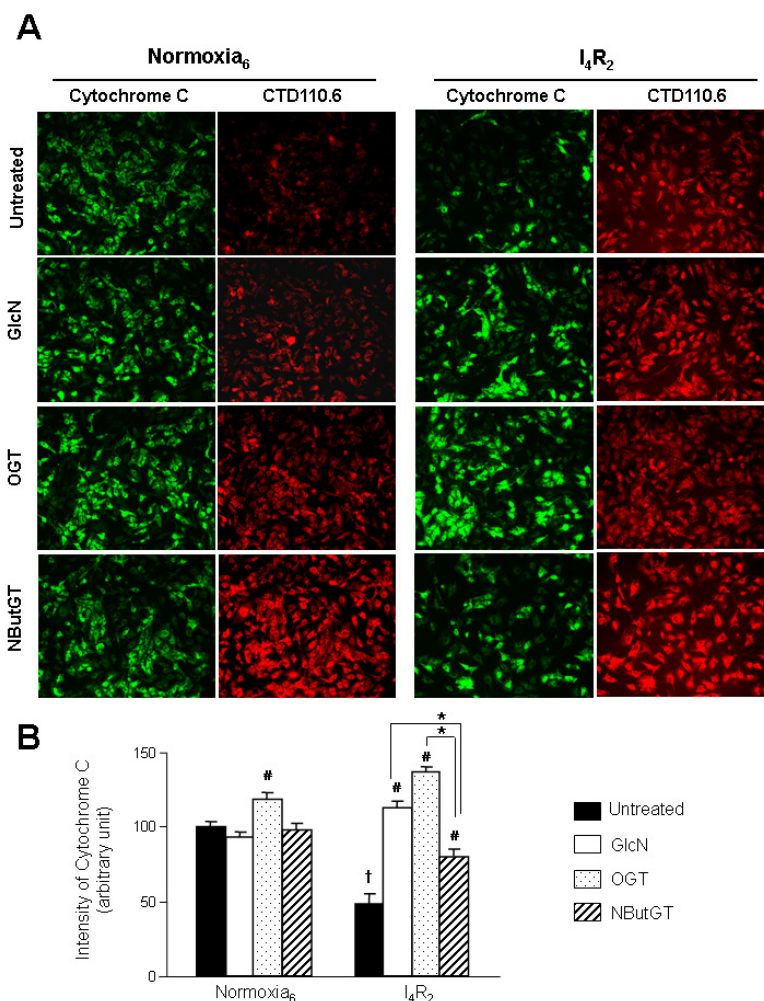 A
Normoxia6 I4R2
Cytochrome C CTD110.6 Cytochrome C CTD110.6
Untreated
GlcN
OGT
NButGT
B
Intensity of Cytochrome C
(arbitrary unit)
150
100
50
0
#
†
#
#
#
*
*
Normoxia6 I4R2
Untreated
GlcN
OGT
NButGT